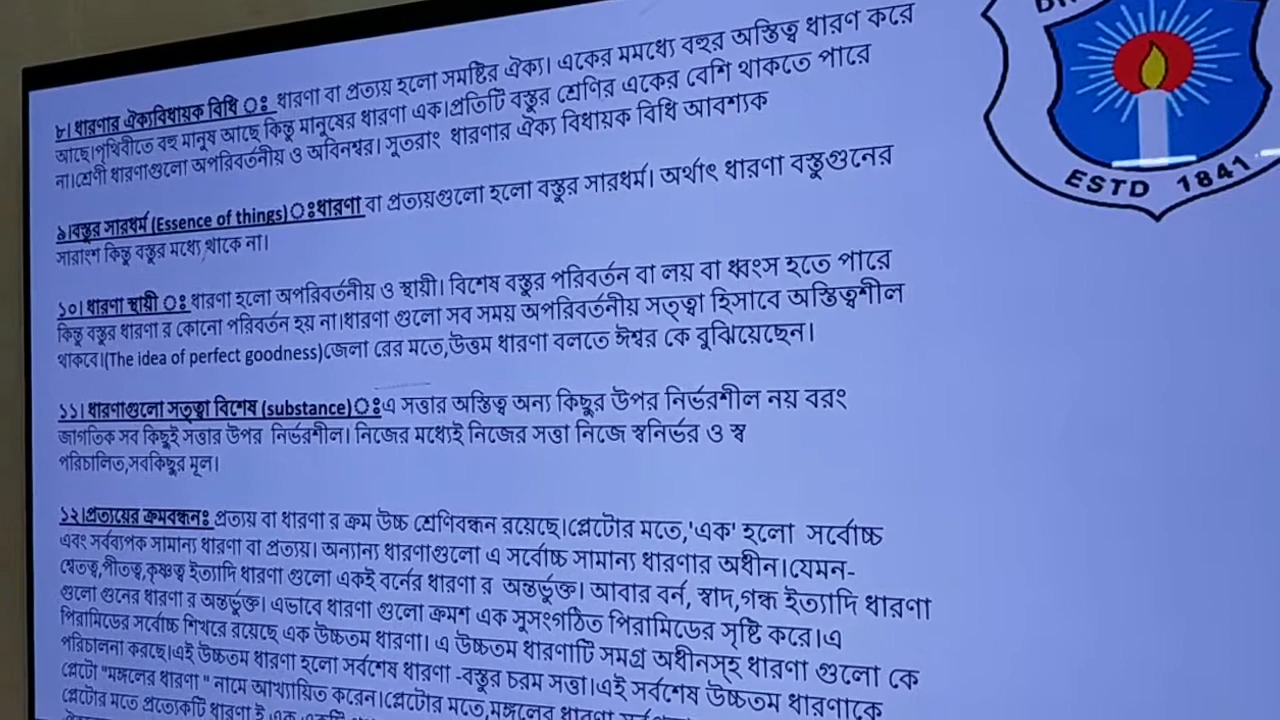 ৮। ধারণার ঐক্যবিধায়ক বিধি ঃ ধারণা বা প্রত্যয় হলো সমষ্টির ঐক্য। একের মমধ্যে বহুর অস্তিত্ব ধারণ করে
আছে।পৃথিবীতে বহু মানুষ আছে কিন্তু মানুষের ধারণা এক।প্রতিটি বস্তুর শ্রেণির একের বেশি থাকতে পারে
না।শ্রেণী ধারণাগুলো অপরিবর্তনীয় ও অবিনশ্বর। সুতরাং ধারণার ঐক্য বিধায়ক বিধি আবশ্যক
৯।বস্তুর সারধর্ম (Essence of things)ঃধারণা বা প্রত্যয়গুলো হলো বস্তুর সারধর্ম। অর্থাৎ ধারণা বস্তুগুনের
সারাংশ কিন্তু বস্তুর মধ্যে থাকে না।
১০। ধারণা স্থায়ী ঃ ধারণা হলো অপরিবর্তনীয় ও স্থায়ী। বিশেষ বস্তুর পরিবর্তন বা লয় বা ধ্বংস হতে পারে
কিন্তু বস্তুর ধারণা র কোনো পরিবর্তন হয় না।ধারণা গুলো সব সময় অপরিবর্তনীয় সত্ত্বা হিসাবে অস্তিত্বশীল
থাকবে।(The idea of perfect goodness)জেলা রের মতে,উত্তম ধারণা বলতে ঈশ্বর কে বুঝিয়েছেন।
১১। ধারণাগুলো সত্ত্বা বিশেষ (substance)ঃএ সত্তার অস্তিত্ব অন্য কিছুর উপর নির্ভরশীল নয় বরং
জাগতিক সব কিছুই সত্তার উপর নির্ভরশীল। নিজের মধ্যেই নিজের সত্তা নিজে স্বনির্ভর ও স্ব
পরিচালিত,সবকিছুর মূল।
১২।প্রত্যয়ের ক্রমবন্ধনঃ প্রত্যয় বা ধারণা র ক্রম উচ্চ শ্রেণিবন্ধন রয়েছে।প্লেটোর মতে,'এক' হলো সর্বোচ্চ
এবং সর্বব্যপক সামান্য ধারণা বা প্রত্যয়। অন্যান্য ধারণাগুলো এ সর্বোচ্চ সামান্য ধারণার অধীন।যেমন-
শ্বেতত্ব,পীতত্ব,কৃষ্ণত্ব ইত্যাদি ধারণা গুলো একই বর্নের ধারণা র অন্তর্ভুক্ত। আবার বর্ন, স্বাদ,গন্ধ ইত্যাদি ধারণা
গুলো গুনের ধারণা র অন্তর্ভুক্ত। এভাবে ধারণা গুলো ক্রমশ এক সুসংগঠিত পিরামিডের সৃষ্টি করে।এ
পিরামিডের সর্বোচ্চ শিখরে রয়েছে এক উচ্চতম ধারণা। এ উচ্চতম ধারণাটি সমগ্র অধীনস্হ ধারণা গুলো কে
পরিচালনা করছে।এই উচ্চতম ধারণা হলো সর্বশেষ ধারণা -বস্তুর চরম সত্তা।এই সর্বশেষ উচ্চতম ধারণাকে
প্লেটো "মঙ্গলের ধারণা " নামে আখ্যায়িত করেন।প্লেটোর মতে,মঙ্গলের ধারণা
প্লেটোর মতে প্রত্যেকটি ধারণা ই এক
ESTD 1841